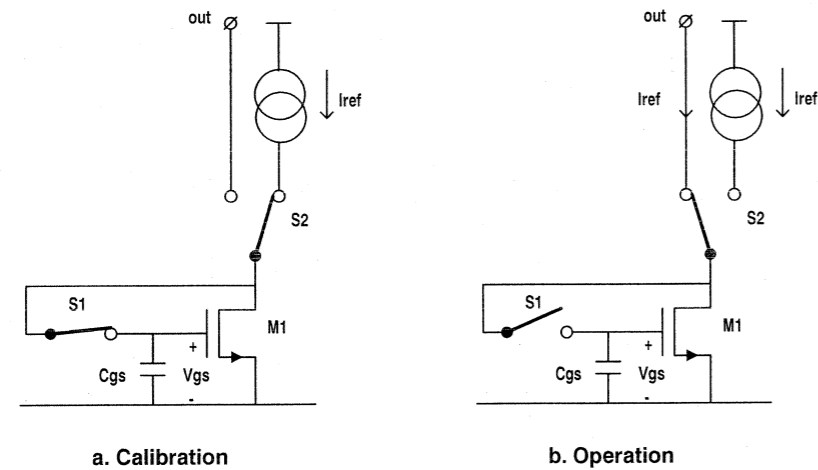 out
Iref
S2
S1
M1
+
Cgs
Vgs
-
a. Calibration
out
Iref
Iref
S2
S1
M1
+
Cgs
Vgs
-
b. Operation